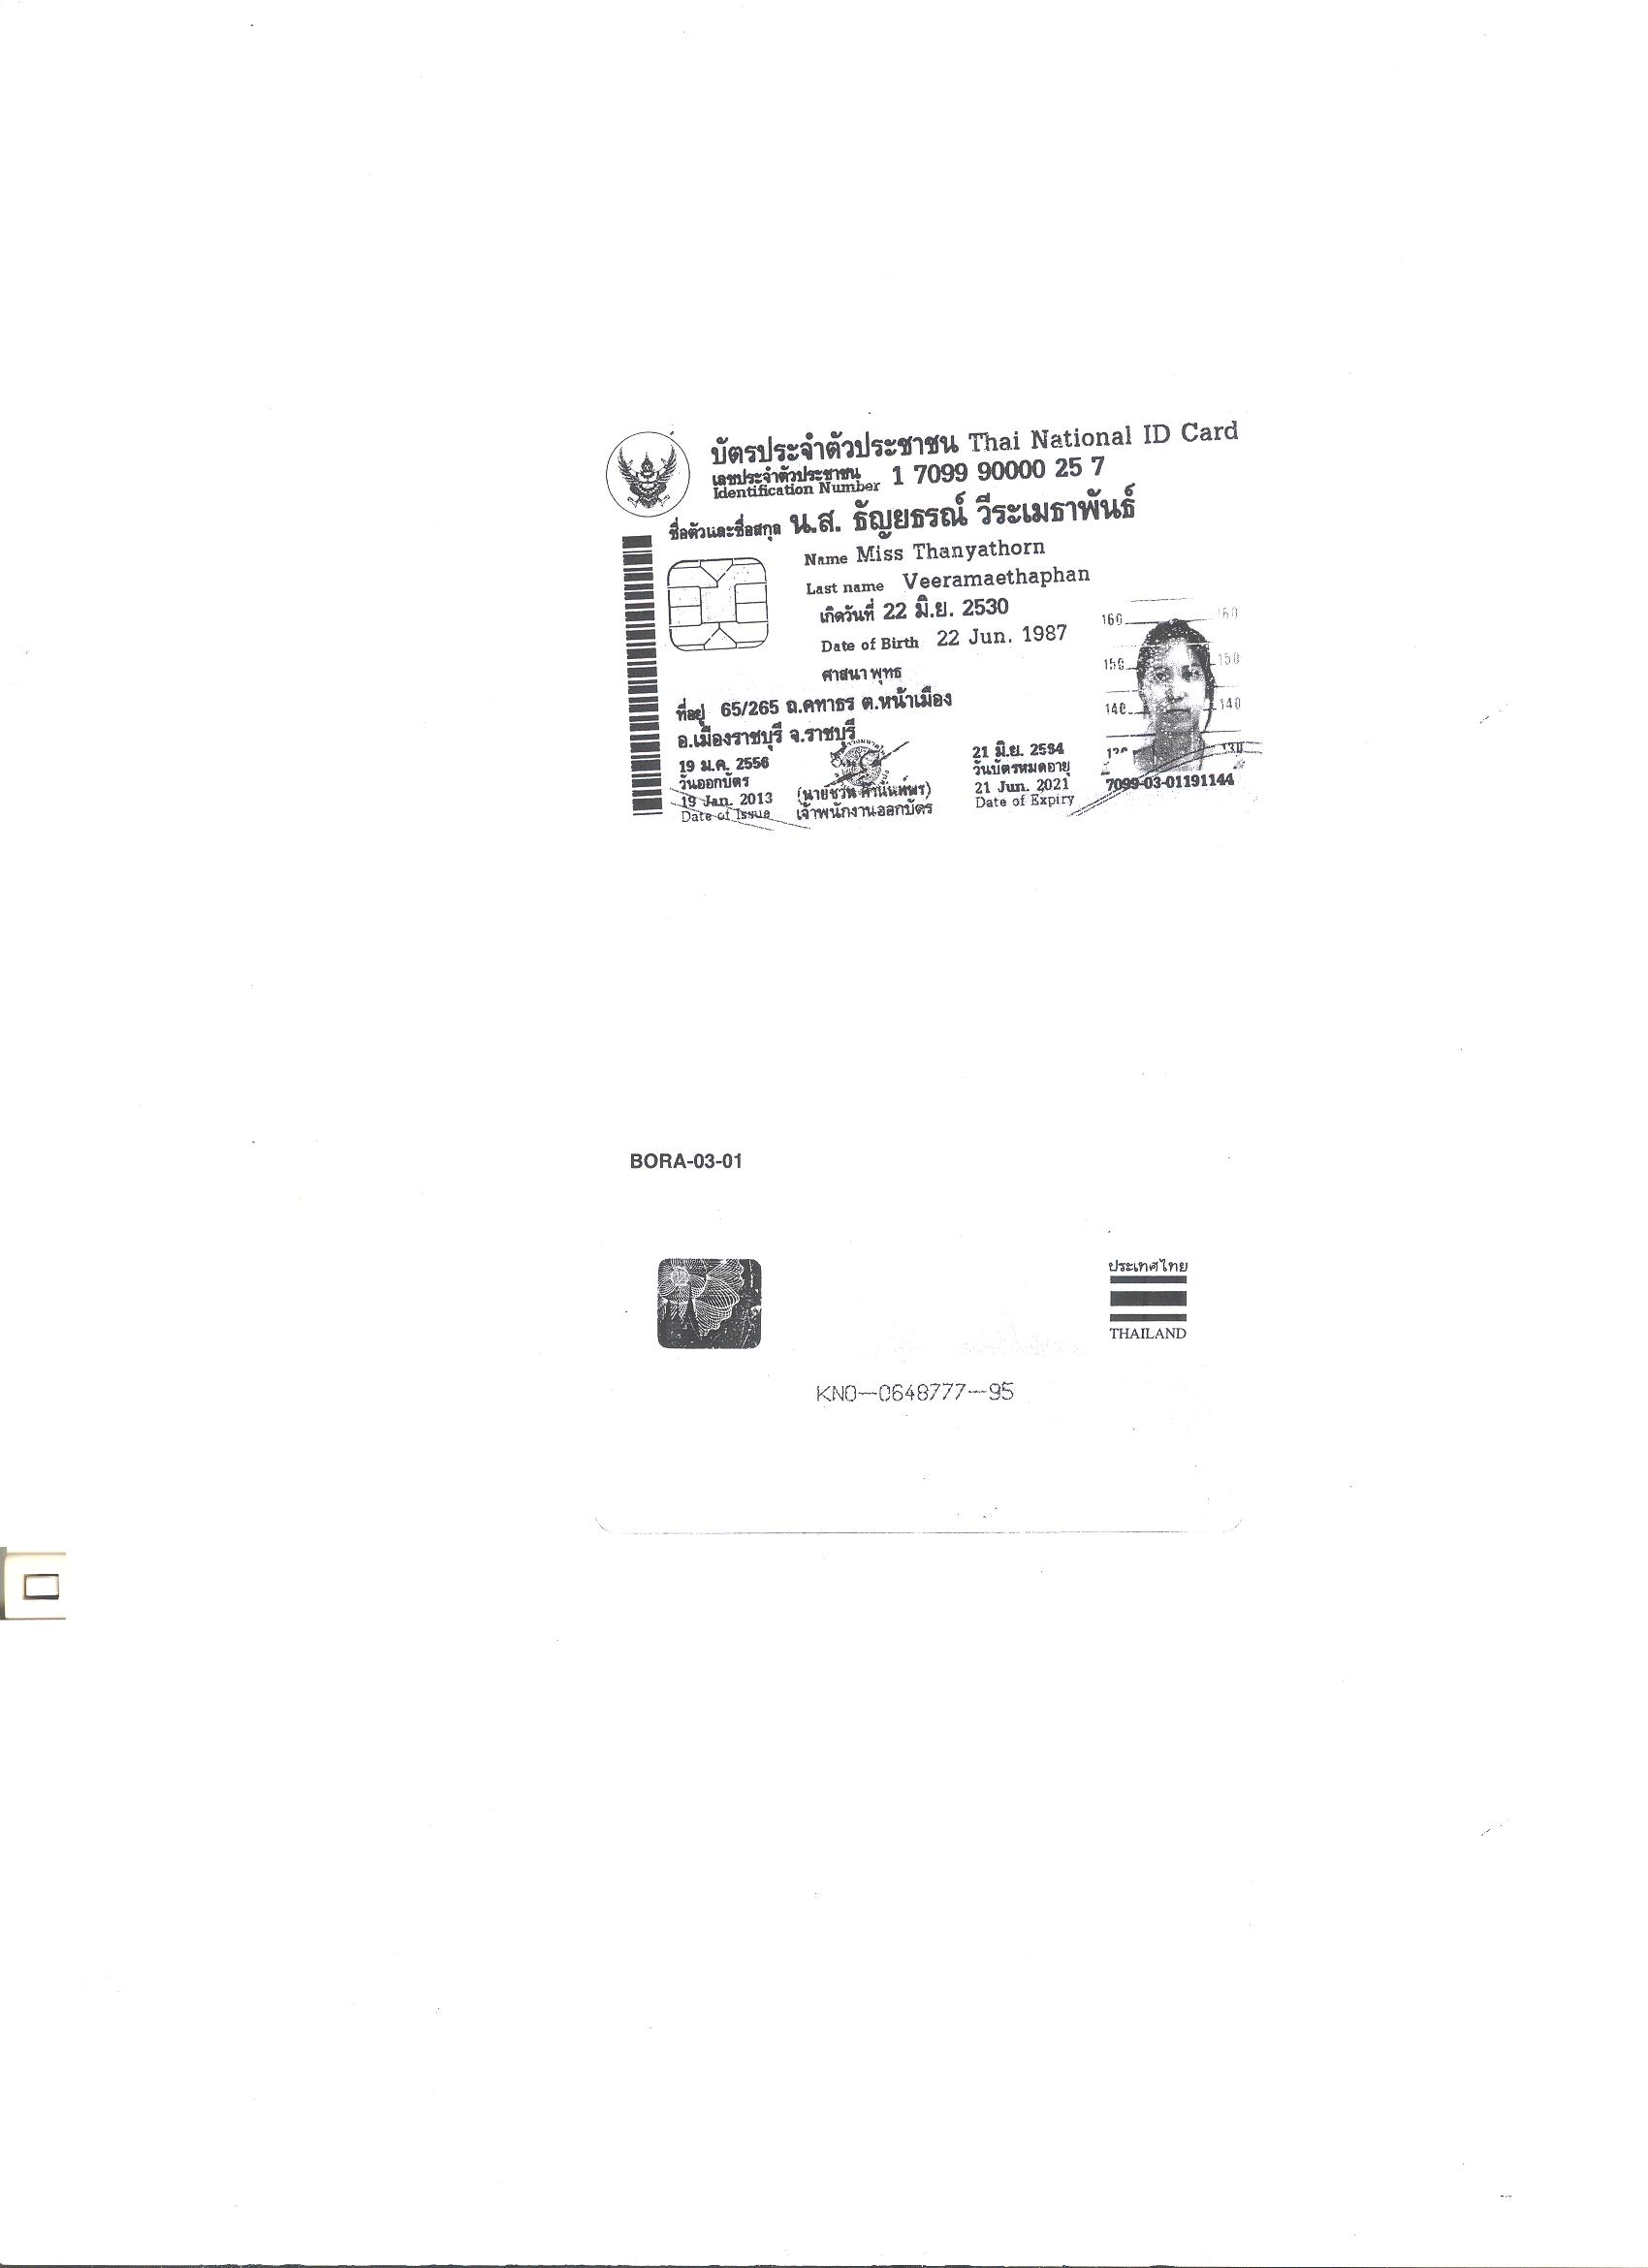 บัตรประจำตัวประชาชน Thai National ID Card
เลขประจำตัวประชาชน
Identification Number 1 7099 90000 25 7
ชื่อตัวและชื่อสกุล น.ส. ธัญยธรณ์ วีระเมธาพันธ์
Name Miss Thanyathorn
Last name Veeramaethaphan
เกิดวันที่ 22 มิ.ย. 2530
Date of Birth 22 Jun. 1987
ศาสนา พุทธ
ที่อยู่ 65/265 ถ.คทาธร ต.หน้าเมือง
อ.เมืองราชบุรี จ.ราชบุรี
19 ม.ค. 2556
วันออกบัตร
19 Jan. 2013
Date of Issue
เจ้าพนักงานออกบัตร
21 มิ.ย. 2564
วันบัตรหมดอายุ
21 Jun. 2021
Date of Expiry
160 160
150 150
140 140
130
7099-03-01191144
BORA-03-01
ประเทศไทย
THAILAND
KN0-0648777-95